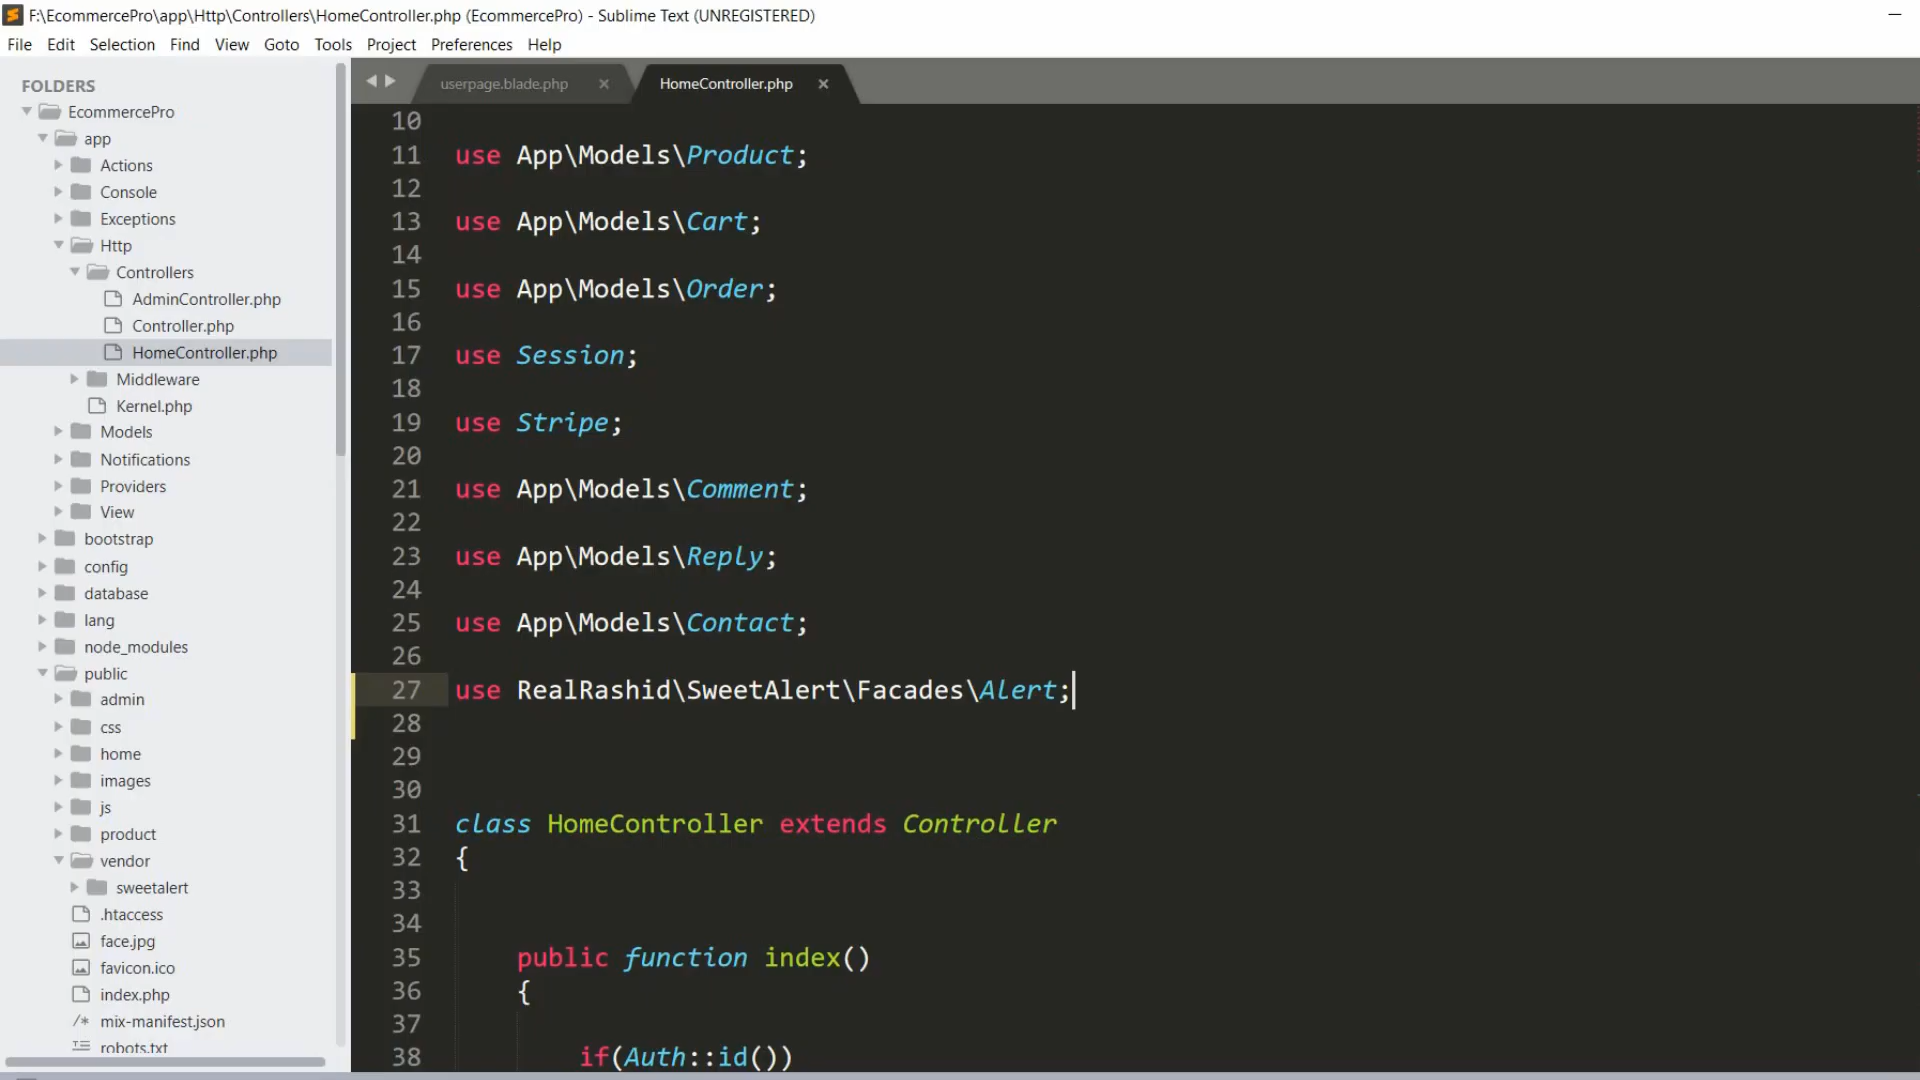 F:\EcommercePro\app\Http\Controllers\HomeController.php (EcommercePro) - Sublime Text (UNREGISTERED)
File Edit Selection Find View Goto Tools Project Preferences Help
FOLDERS
EcommercePro
app
Actions
Console
Exceptions
Http
Controllers
AdminController.php
Controller.php
HomeController.php
Middleware
Kernel.php
Models
Notifications
Providers
View
bootstrap
config
database
lang
node_modules
public
admin
css
home
images
js
product
vendor
sweetalert
.htaccess
face.jpg
favicon.ico
index.php
/* mix-manifest.json
robots.txt
userpage.blade.php × HomeController.php ×
10
11 use App\Models\Product;
12
13 use App\Models\Cart;
14
15 use App\Models\Order;
16
17 use Session;
18
19 use Stripe;
20
21 use App\Models\Comment;
22
23 use App\Models\Reply;
24
25 use App\Models\Contact;
26
27 use RealRashid\SweetAlert\Facades\Alert;
28
29
30
31 class HomeController extends Controller
32 {
33
34
35 public function index()
36 {
37
38 if(Auth::id())